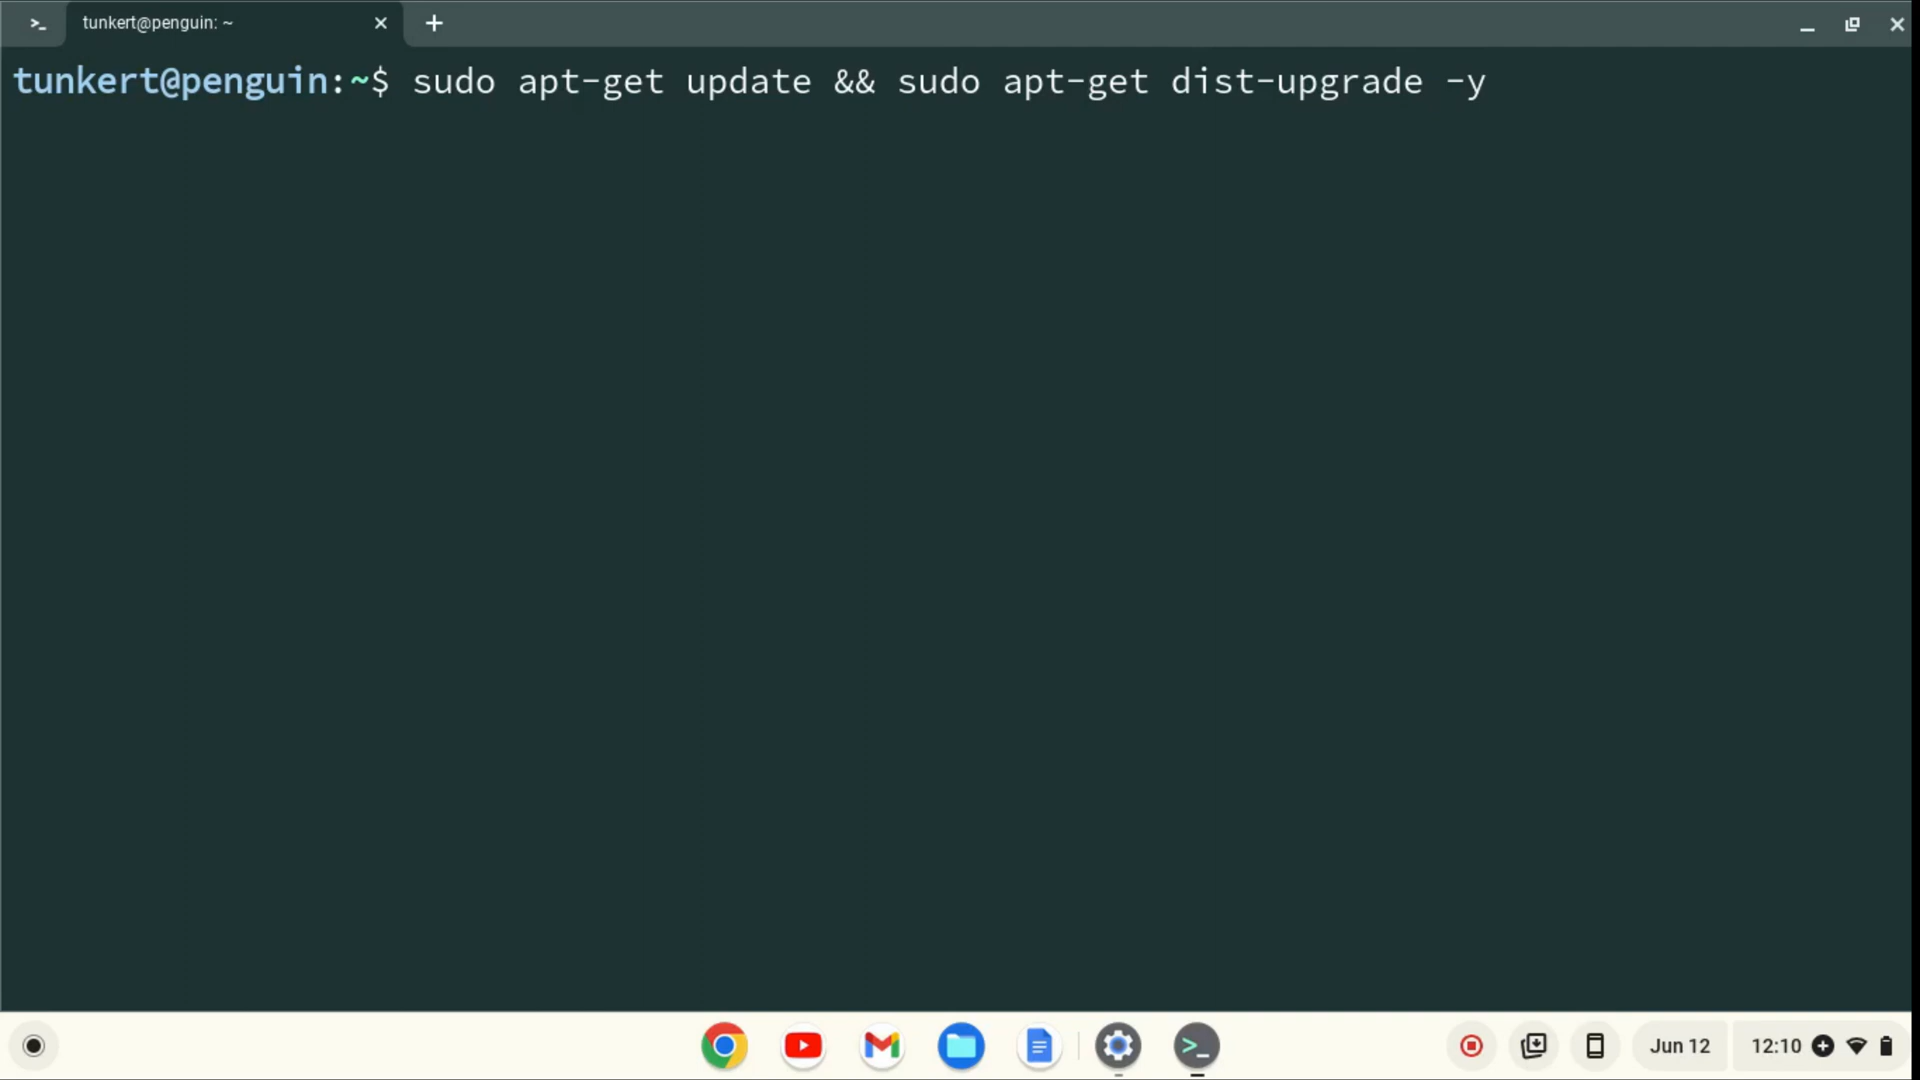 >_ tunkert@penguin: ~
tunkert@penguin:~$ sudo apt-get update && sudo apt-get dist-upgrade -y
Jun 12
12:10